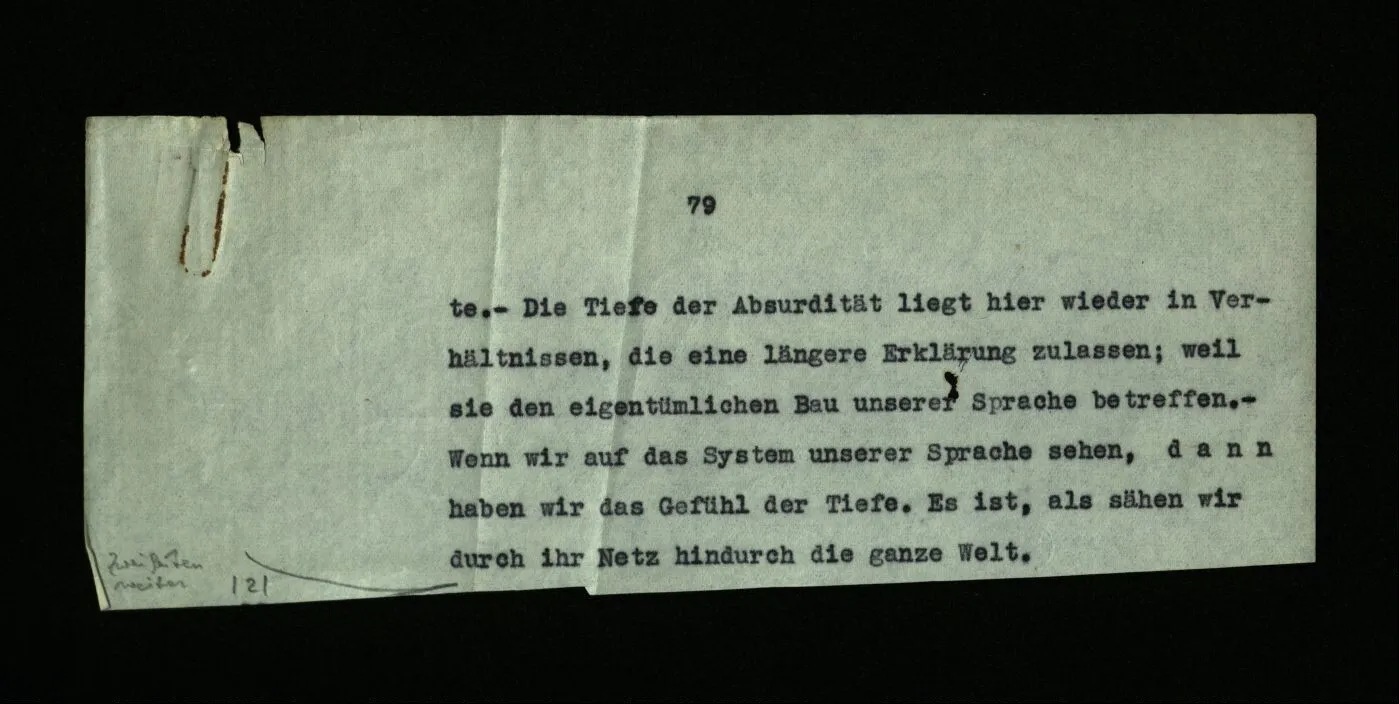 79
te.- Die Tiefe der Absurdität liegt hier wieder in Ver-
hältnissen, die eine längere Erklärung zulassen; weil
sie den eigentümlichen Bau unserer Sprache betreffen.-
Wenn wir auf das System unserer Sprache sehen, d a n n
haben wir das Gefühl der Tiefe. Es ist, als sähen wir
durch ihr Netz hindurch die ganze Welt.
weiter 121